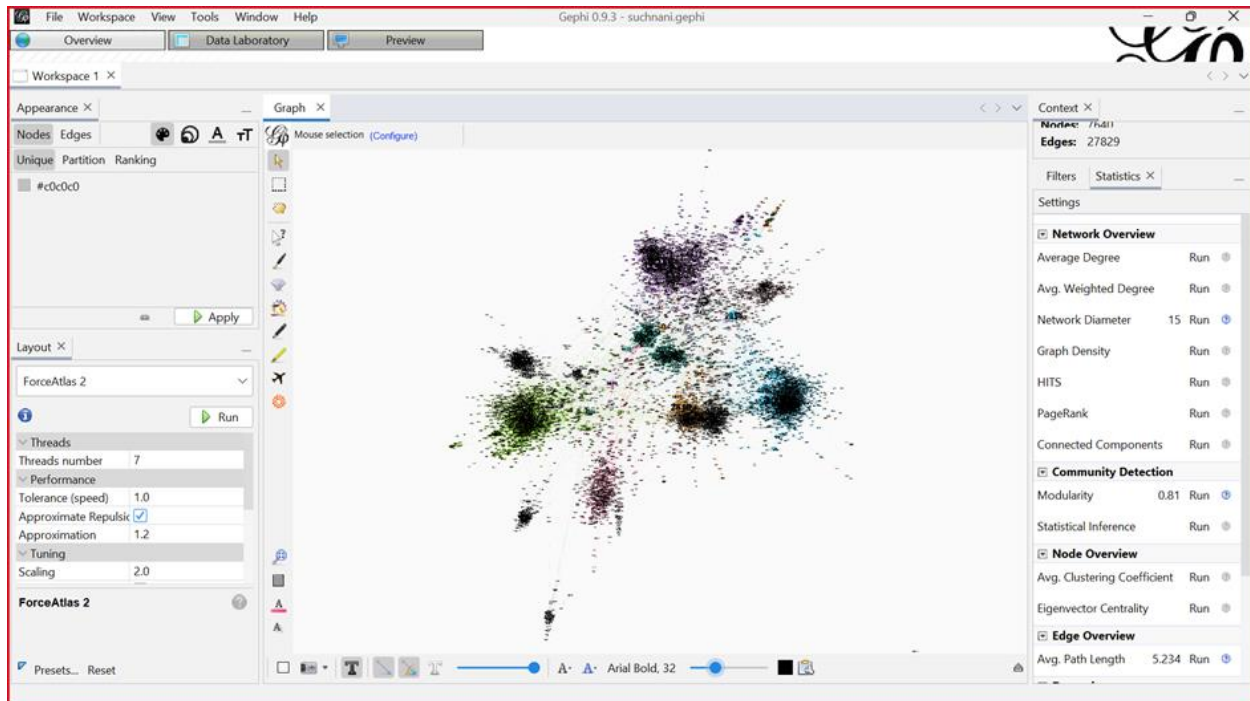 File Workspace View Tools Window Help
Gephi 0.9.3 - suchnani.gephi
Overview
Data Laboratory
Preview
Workspace 1
Appearance
Nodes Edges
Unique Partition Ranking
#c0c0c0
Apply
Layout
ForceAtlas 2
Run
Threads
Threads number 7
Performance
Tolerance (speed) 1.0
Approximate Repulsic
Approximation 1.2
Tuning
Scaling 2.0
ForceAtlas 2
Presets... Reset
Graph
Mouse selection (Configure)
Arial Bold, 32
Context
Nodes: 7640
Edges: 27829
Filters Statistics
Settings
Network Overview
Average Degree Run
Avg. Weighted Degree Run
Network Diameter 15 Run
Graph Density Run
HITS Run
PageRank Run
Connected Components Run
Community Detection
Modularity 0.81 Run
Statistical Inference Run
Node Overview
Avg. Clustering Coefficient Run
Eigenvector Centrality Run
Edge Overview
Avg. Path Length 5.234 Run